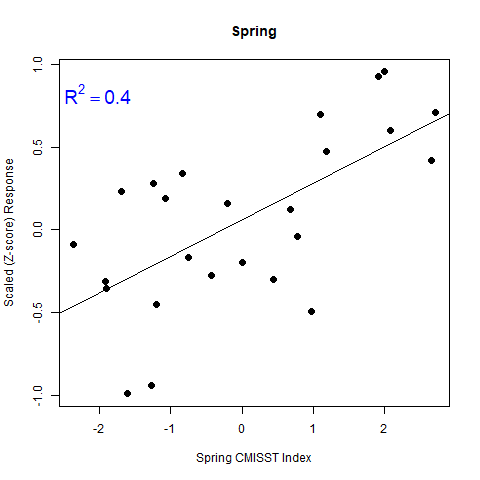 Spring
R² = 0.4
Scaled (Z-score) Response
1.0
0.5
0.0
-0.5
-1.0
-2 -1 0 1 2
Spring CMISST Index